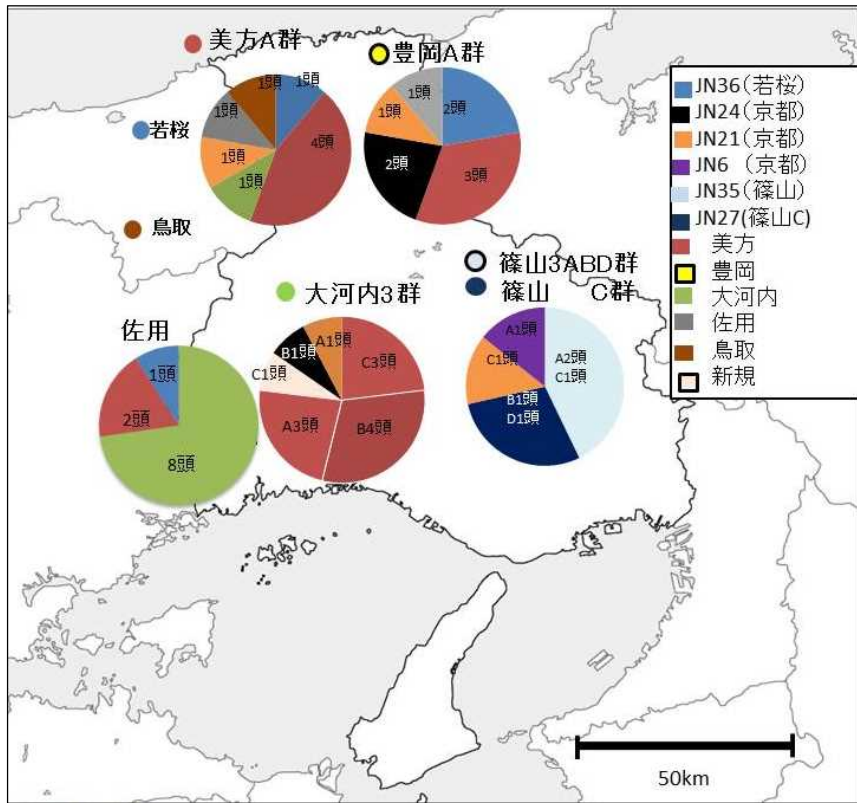 美方A群
豊岡A群
1頭
1頭
4頭
1頭
1頭
1頭
2頭
3頭
2頭
1頭
1頭
若桜
鳥取
JN36(若桜)
JN24(京都)
JN21(京都)
JN6 (京都)
JN35(篠山)
JN27(篠山C)
美方
豊岡
大河内
佐用
鳥取
新規
佐用
1頭
2頭
8頭
大河内3群
A1頭
B1頭
C1頭
C3頭
A3頭
B4頭
篠山3ABD群
篠山 C群
A1頭
A2頭
C1頭
C1頭
B1頭
D1頭
50km